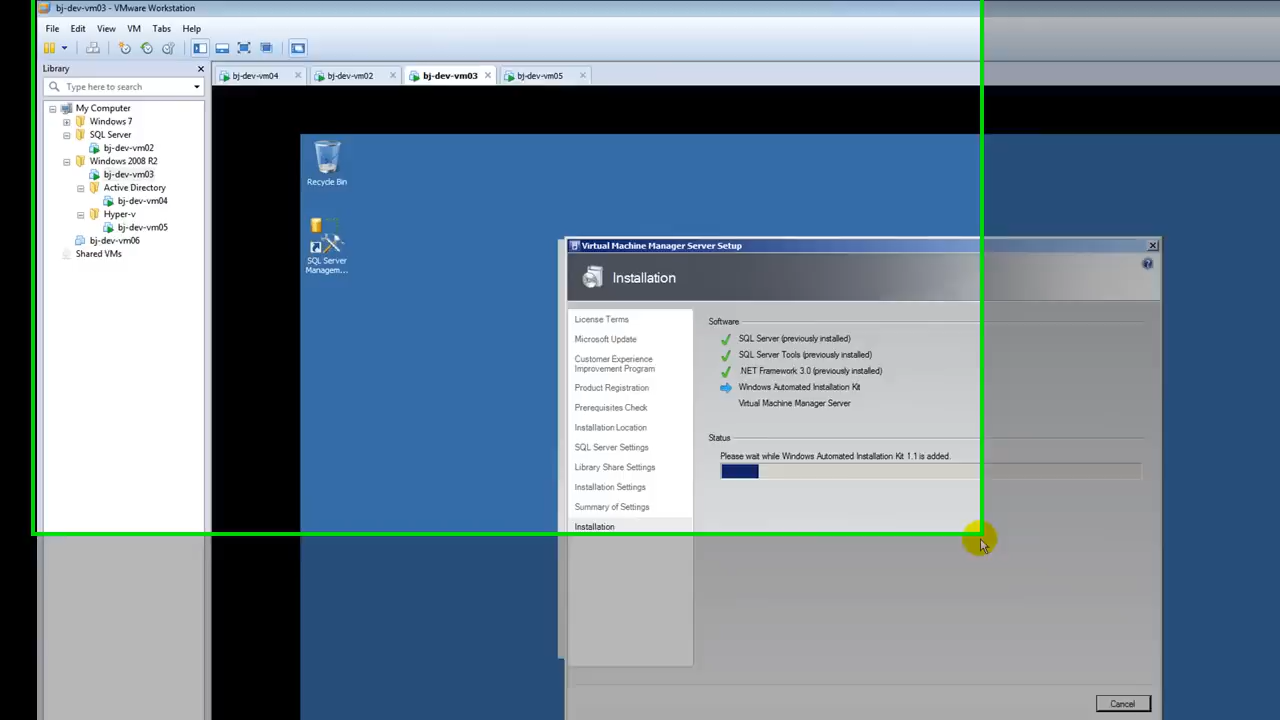 bj-dev-vm03 - VMware Workstation
File Edit View VM Tabs Help
Library
Type here to search
My Computer
Windows 7
SQL Server
bj-dev-vm02
Windows 2008 R2
bj-dev-vm03
Active Directory
bj-dev-vm04
Hyper-v
bj-dev-vm05
bj-dev-vm06
Shared VMs
bj-dev-vm04 bj-dev-vm02 bj-dev-vm03 bj-dev-vm05
Recycle Bin
SQL Server
Managem...
Virtual Machine Manager Server Setup
Installation
License Terms
Microsoft Update
Customer Experience
Improvement Program
Product Registration
Prerequisites Check
Installation Location
SQL Server Settings
Library Share Settings
Installation Settings
Summary of Settings
Installation
Software
SQL Server (previously installed)
SQL Server Tools (previously installed)
.NET Framework 3.0 (previously installed)
Windows Automated Installation Kit
Virtual Machine Manager Server
Status
Please wait while Windows Automated Installation Kit 1.1 is added.
Cancel